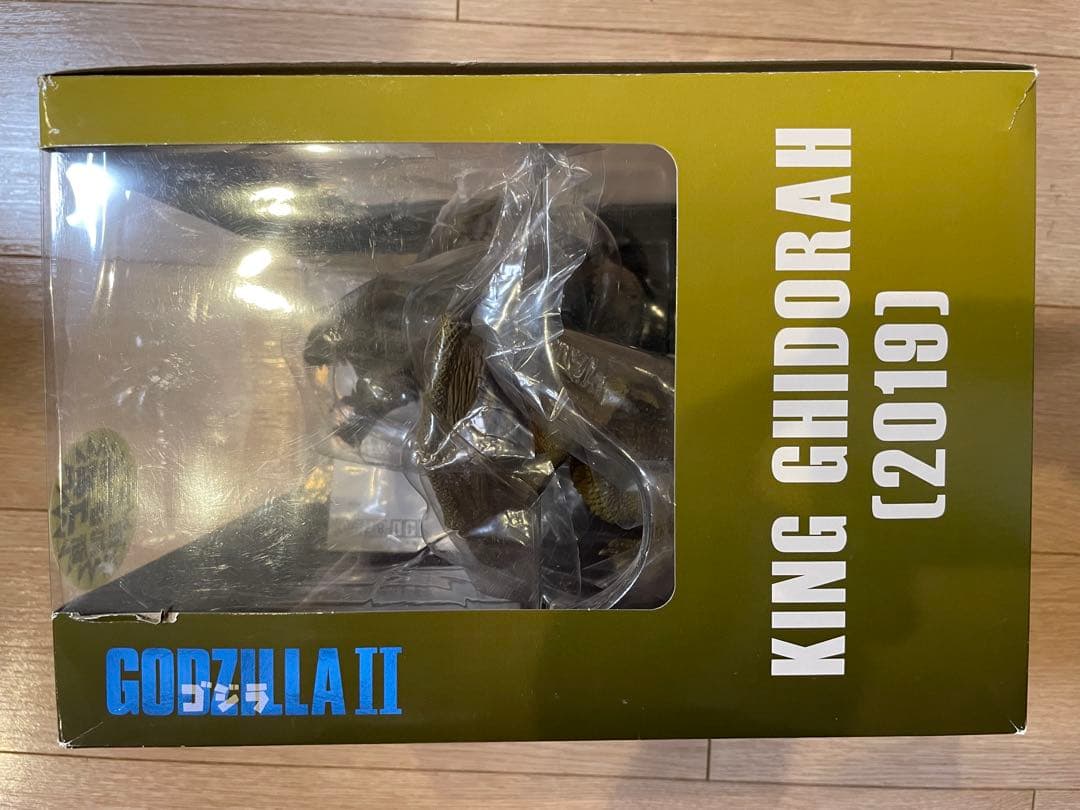 KING GHIDORAH
(2019)
GODZILLA II
ゴジラ